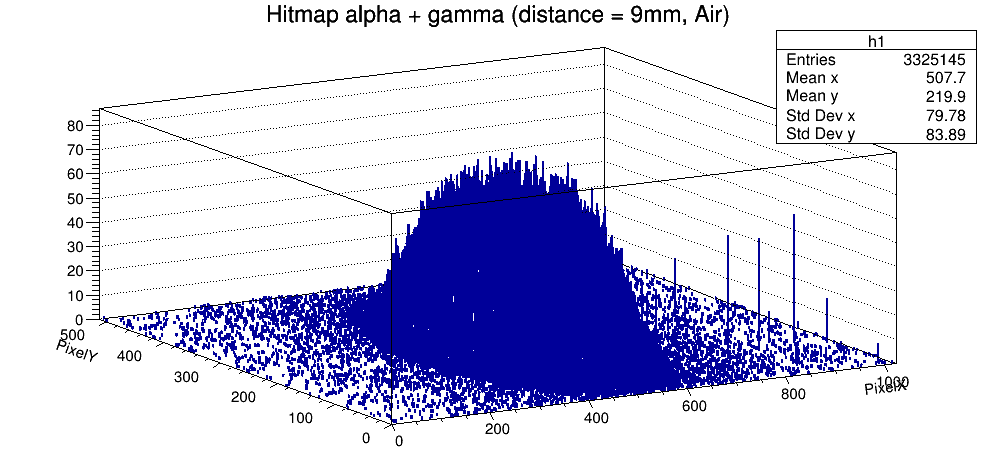 Hitmap alpha + gamma (distance = 9mm, Air)
h1
Entries 3325145
Mean x 507.7
Mean y 219.9
Std Dev x 79.78
Std Dev y 83.89
80
70
60
50
40
30
20
10
0
500
PixelY
400
300
200
100
0
0
200
400
600
800
1000
PixelX